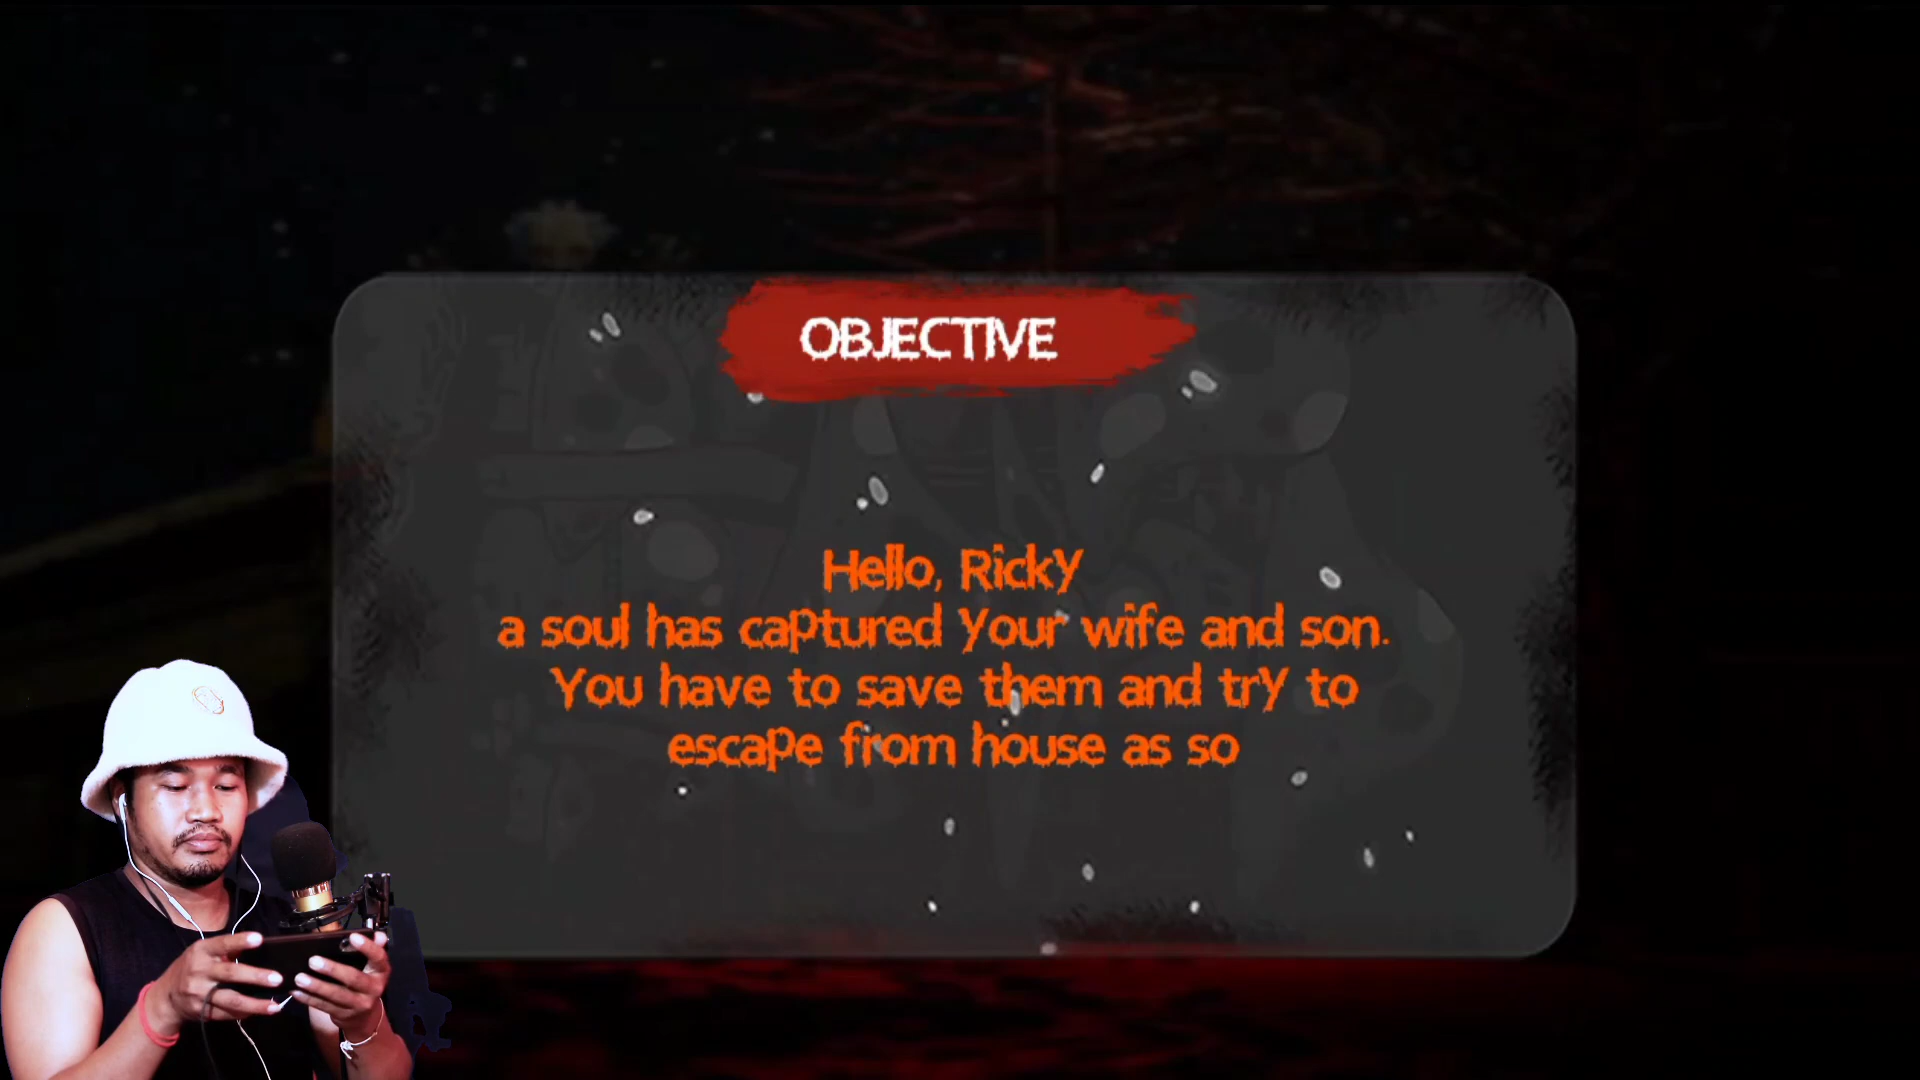 OBJECTIVE
Hello, Ricky
a soul has captured your wife and son.
You have to save them and try to
escape from house as so